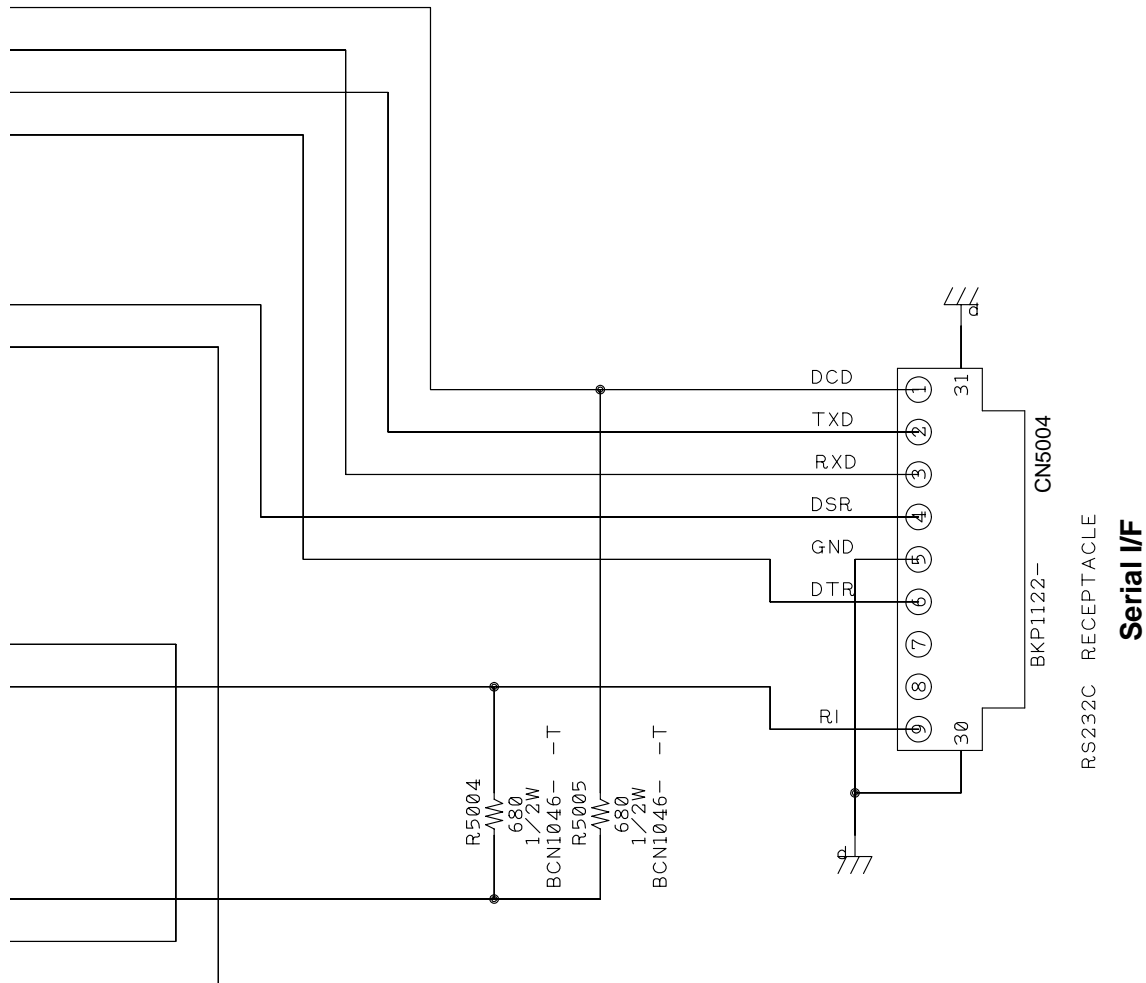 d
DCD
TXD
RXD
DSR
GND
DTR
RI
1
2
3
4
5
6
7
8
9
31
30
CN5004
BKP1122-
RS232C RECEPTACLE
Serial I/F
R5004
680
1/2W
BCN1046- -T
R5005
680
1/2W
BCN1046- -T
d